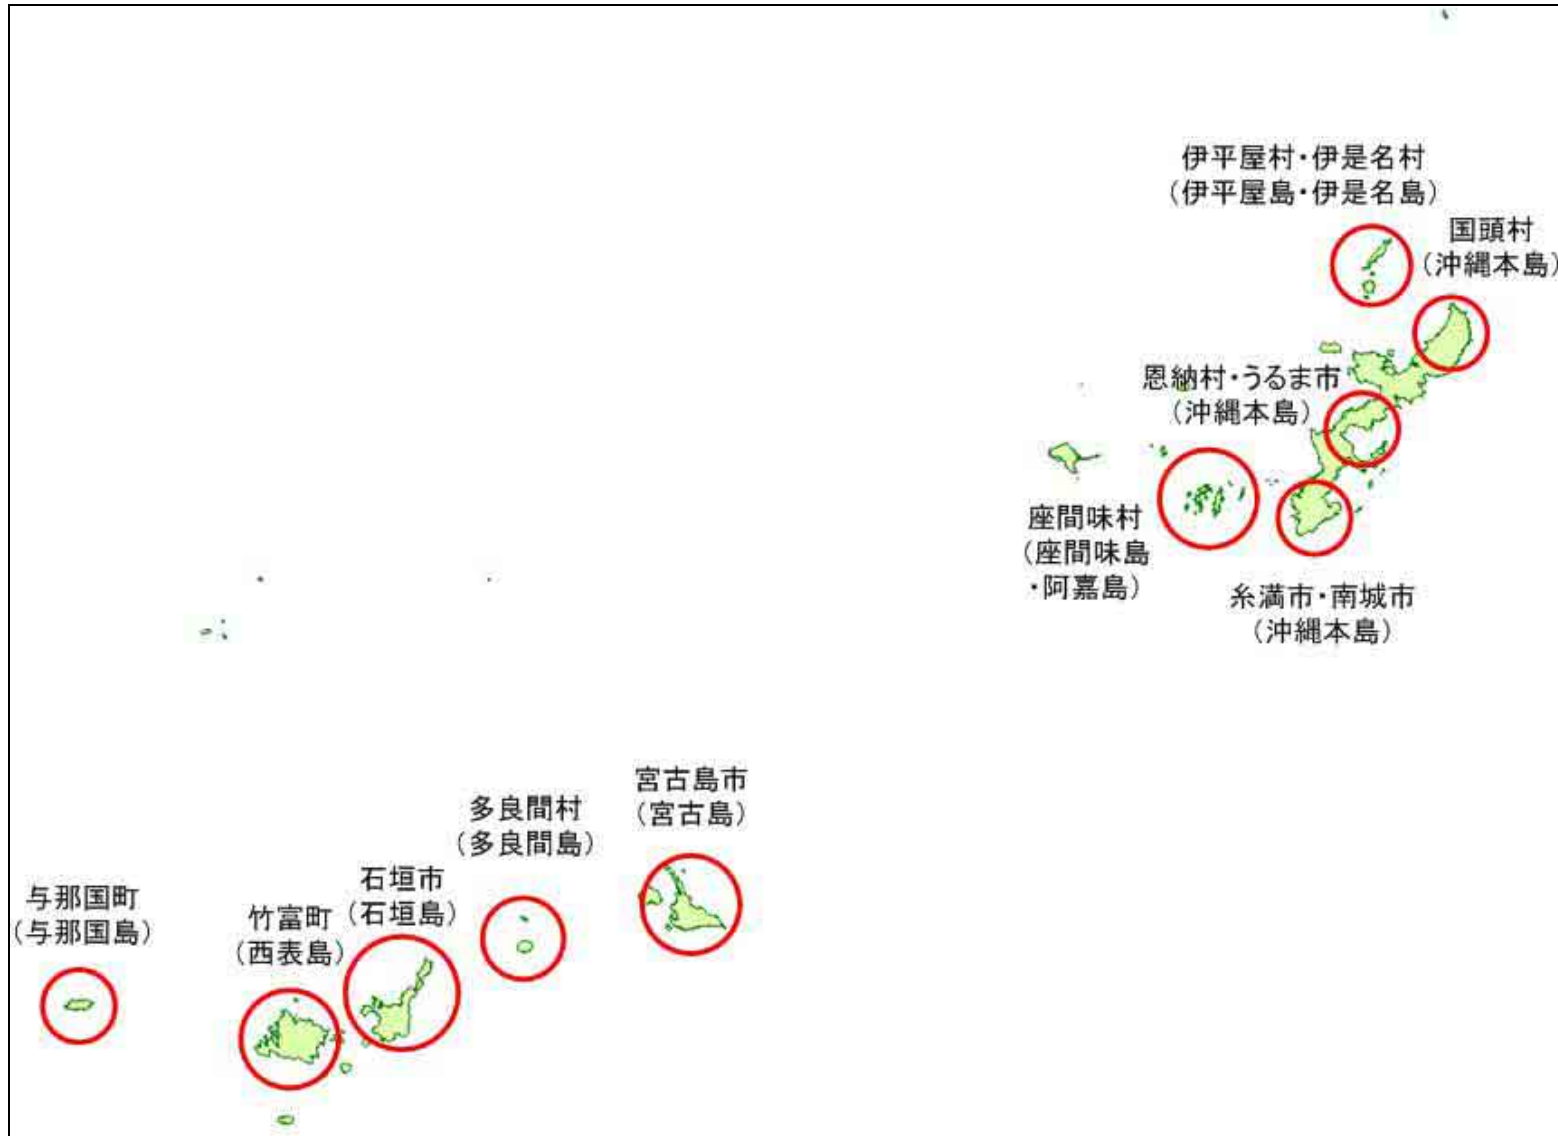 伊平屋村・伊是名村
（伊平屋島・伊是名島）
国頭村
（沖縄本島）
恩納村・うるま市
（沖縄本島）
座間味村
（座間味島
・阿嘉島）
糸満市・南城市
（沖縄本島）
宮古島市
（宮古島）
多良間村
（多良間島）
石垣市
（石垣島）
竹富町
（西表島）
与那国町
（与那国島）